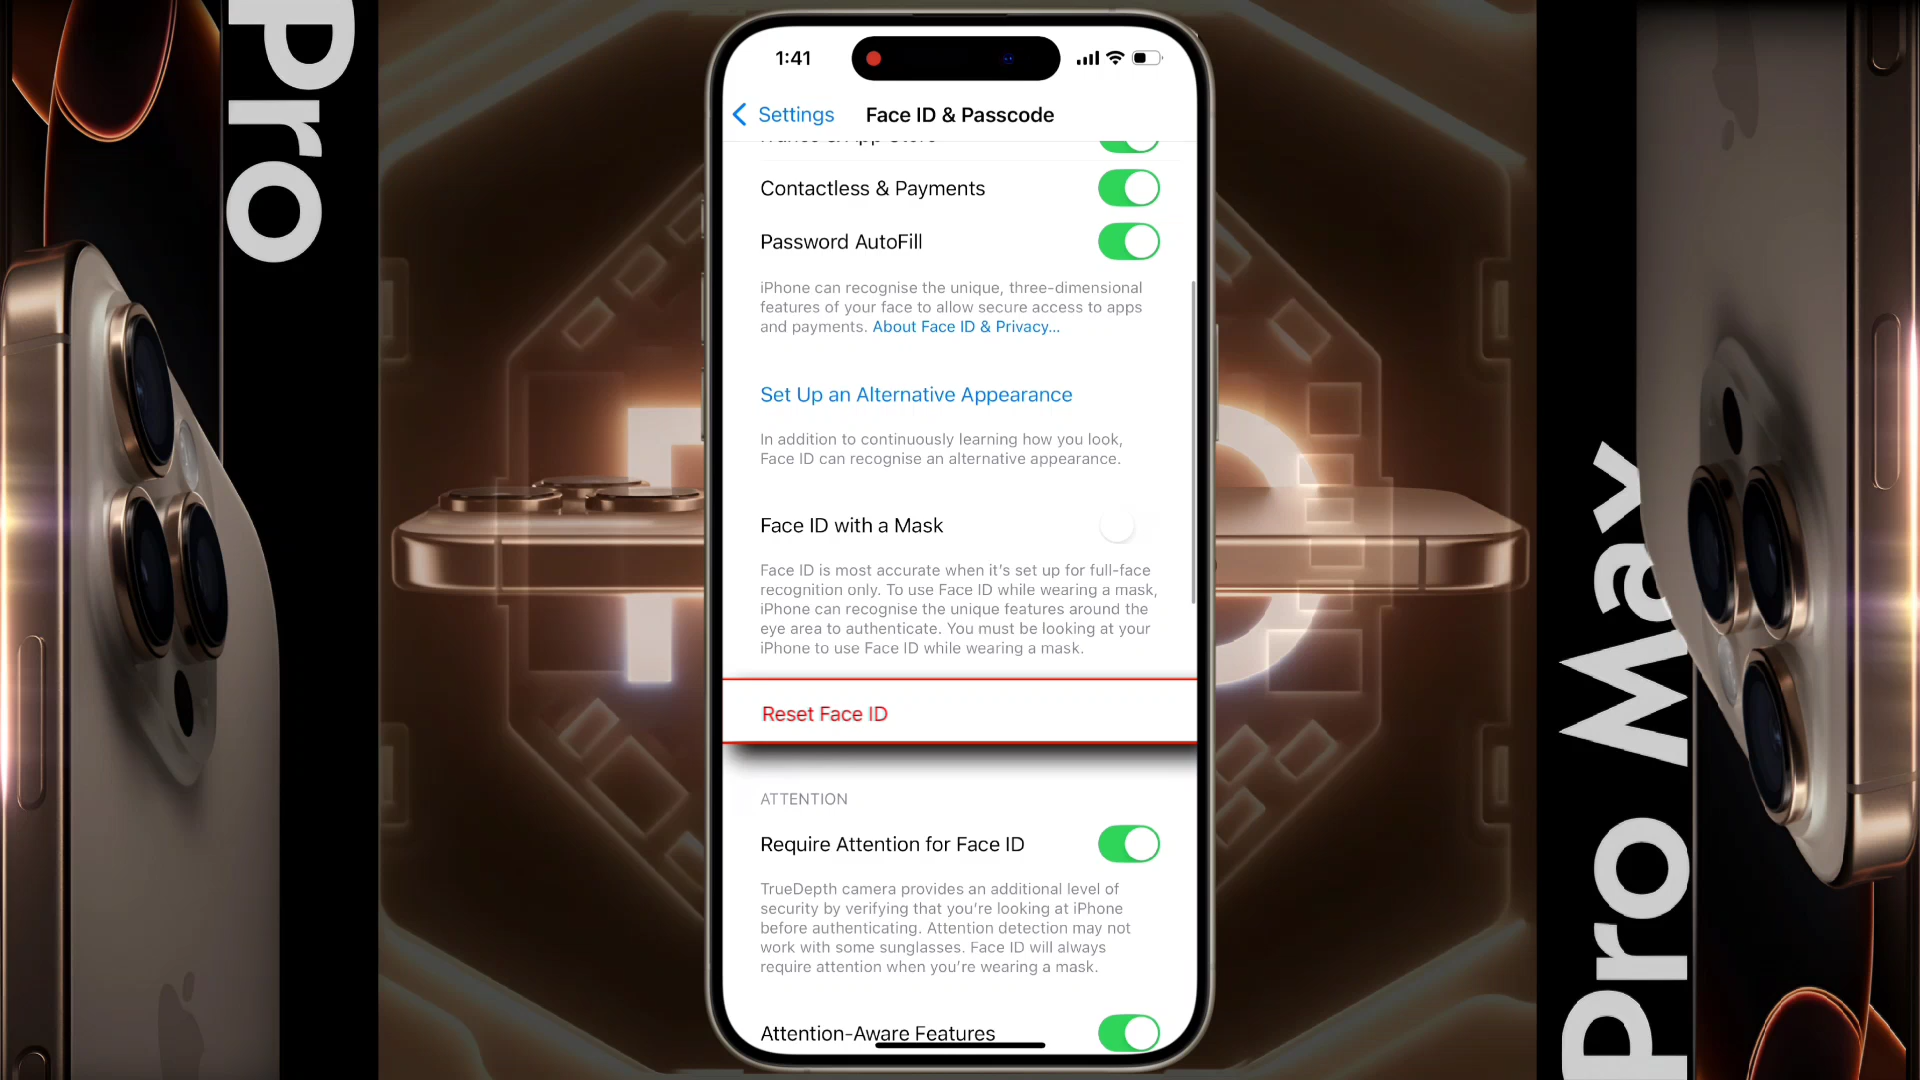 Pro
1:41
Settings
Face ID & Passcode
iTunes & App Store
Contactless & Payments
Password AutoFill
iPhone can recognise the unique, three-dimensional
features of your face to allow secure access to apps
and payments. About Face ID & Privacy...
Set Up an Alternative Appearance
In addition to continuously learning how you look,
Face ID can recognise an alternative appearance.
Face ID with a Mask
Face ID is most accurate when it's set up for full-face
recognition only. To use Face ID while wearing a mask,
iPhone can recognise the unique features around the
eye area to authenticate. You must be looking at your
iPhone to use Face ID while wearing a mask.
Reset Face ID
ATTENTION
Require Attention for Face ID
TrueDepth camera provides an additional level of
security by verifying that you're looking at iPhone
before authenticating. Attention detection may not
work with some sunglasses. Face ID will always
require attention when you're wearing a mask.
Attention-Aware Features
Pro Max